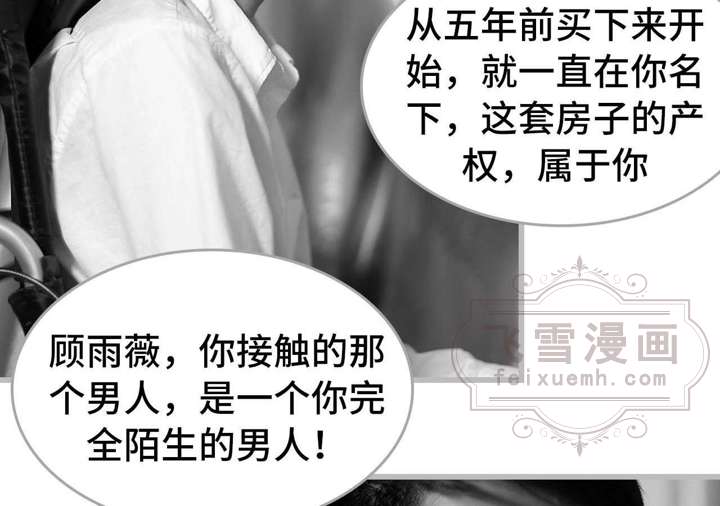 从五年前买下来开
始，就一直在你名
下，这套房子的产
权，属于你
飞雪漫画
feixuemh.com
顾雨薇，你接触的那
个男人，是一个你完
全陌生的男人！